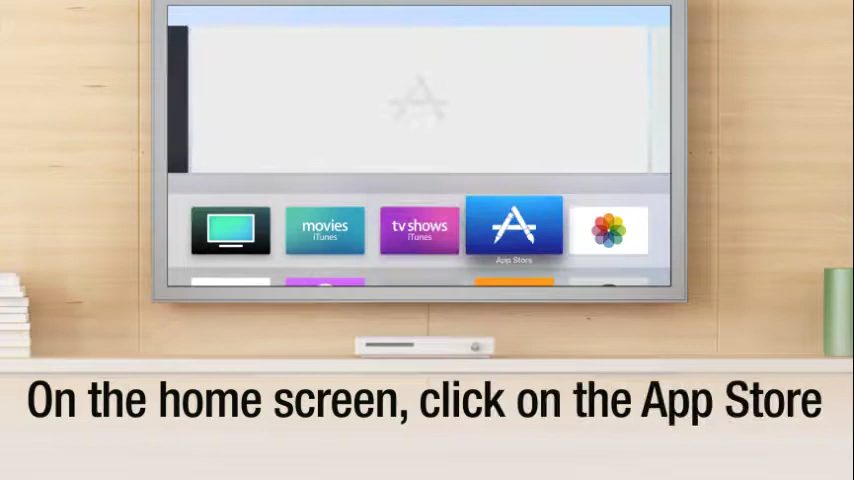 movies
iTunes
tv shows
iTunes
App Store
On the home screen, click on the App Store